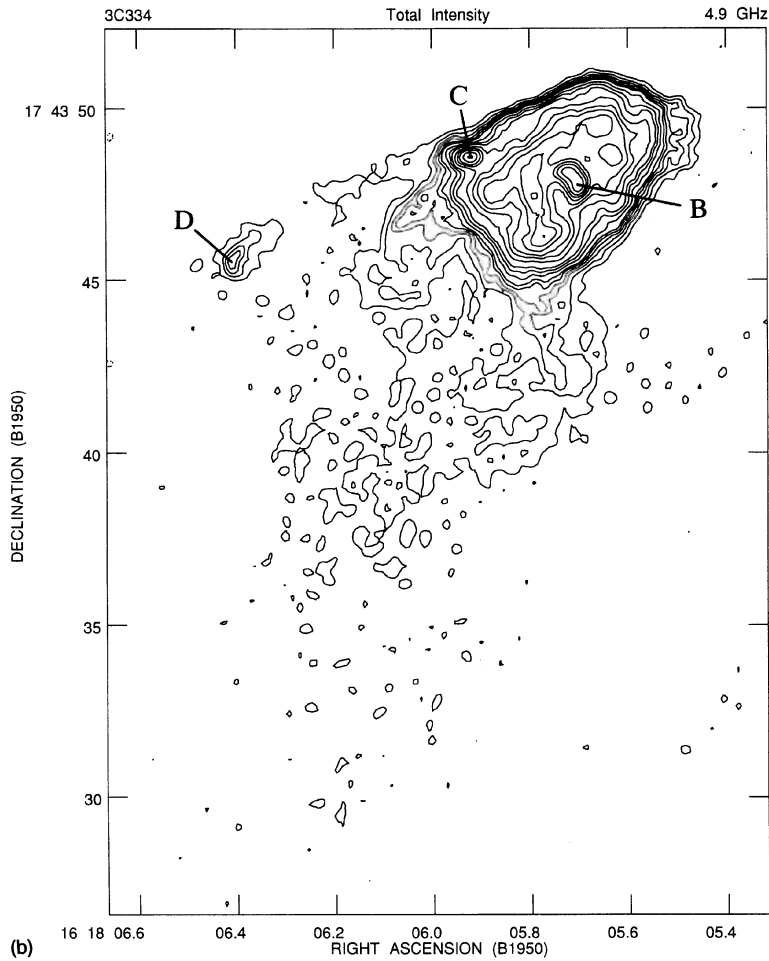 3C334 Total Intensity 4.9 GHz
C
17 43 50
D
B
45
DECLINATION (B1950)
40
35
30
16 18 06.6 06.4 06.2 06.0 05.8 05.6 05.4
(b) RIGHT ASCENSION (B1950)